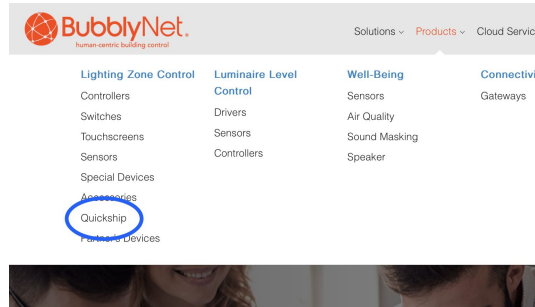 BubblyNet.
human-centric building control
Solutions Products Cloud Servic
Lighting Zone Control
Controllers
Switches
Touchscreens
Sensors
Special Devices
Accessories
Quickship
Partner's Devices
Luminaire Level
Control
Drivers
Sensors
Controllers
Well-Being
Sensors
Air Quality
Sound Masking
Speaker
Connectivi
Gateways